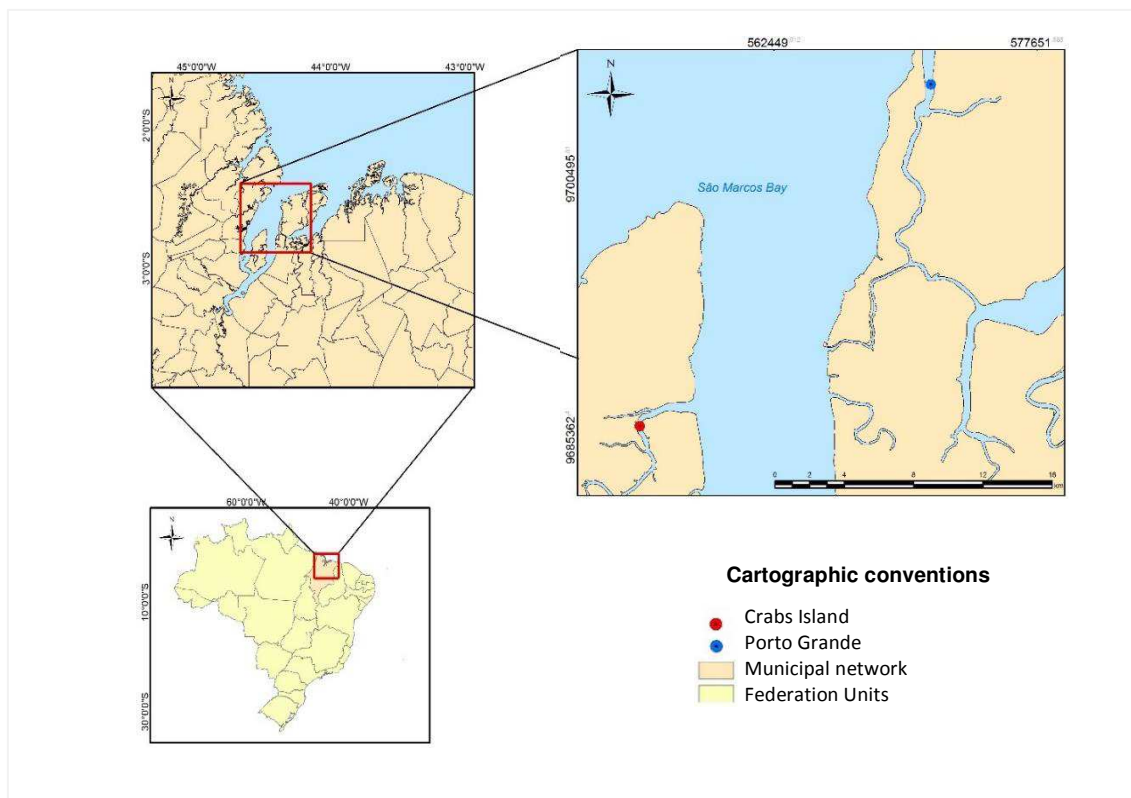 45°0'0"W
44°0'0"W
43°0'0"W
2°0'0"S
3°0'0"S
N
562449
577651
9700495
9685362
N
São Marcos Bay
0 2 4 8 12 16
km
60°0'0"W
40°0'0"W
10°0'0"S
30°0'0"S
N
Cartographic conventions
Crabs Island
Porto Grande
Municipal network
Federation Units